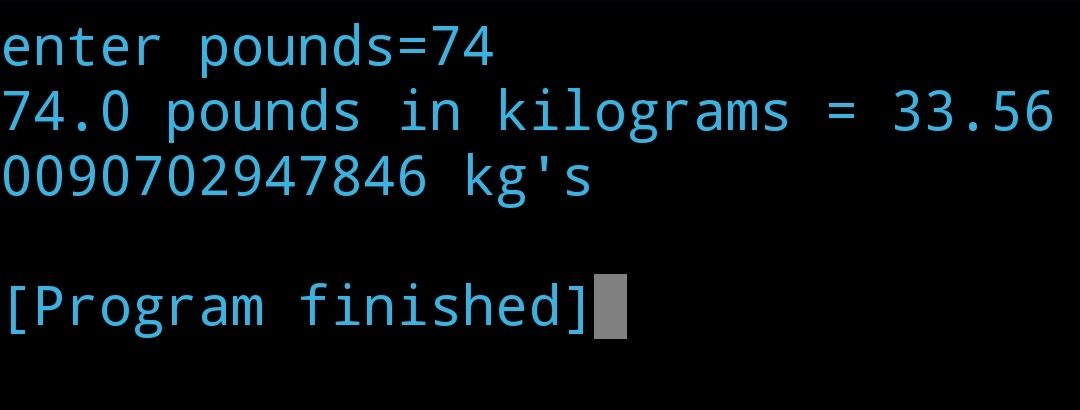 enter pounds=74
74.0 pounds in kilograms = 33.56
0090702947846 kg's
[Program finished]